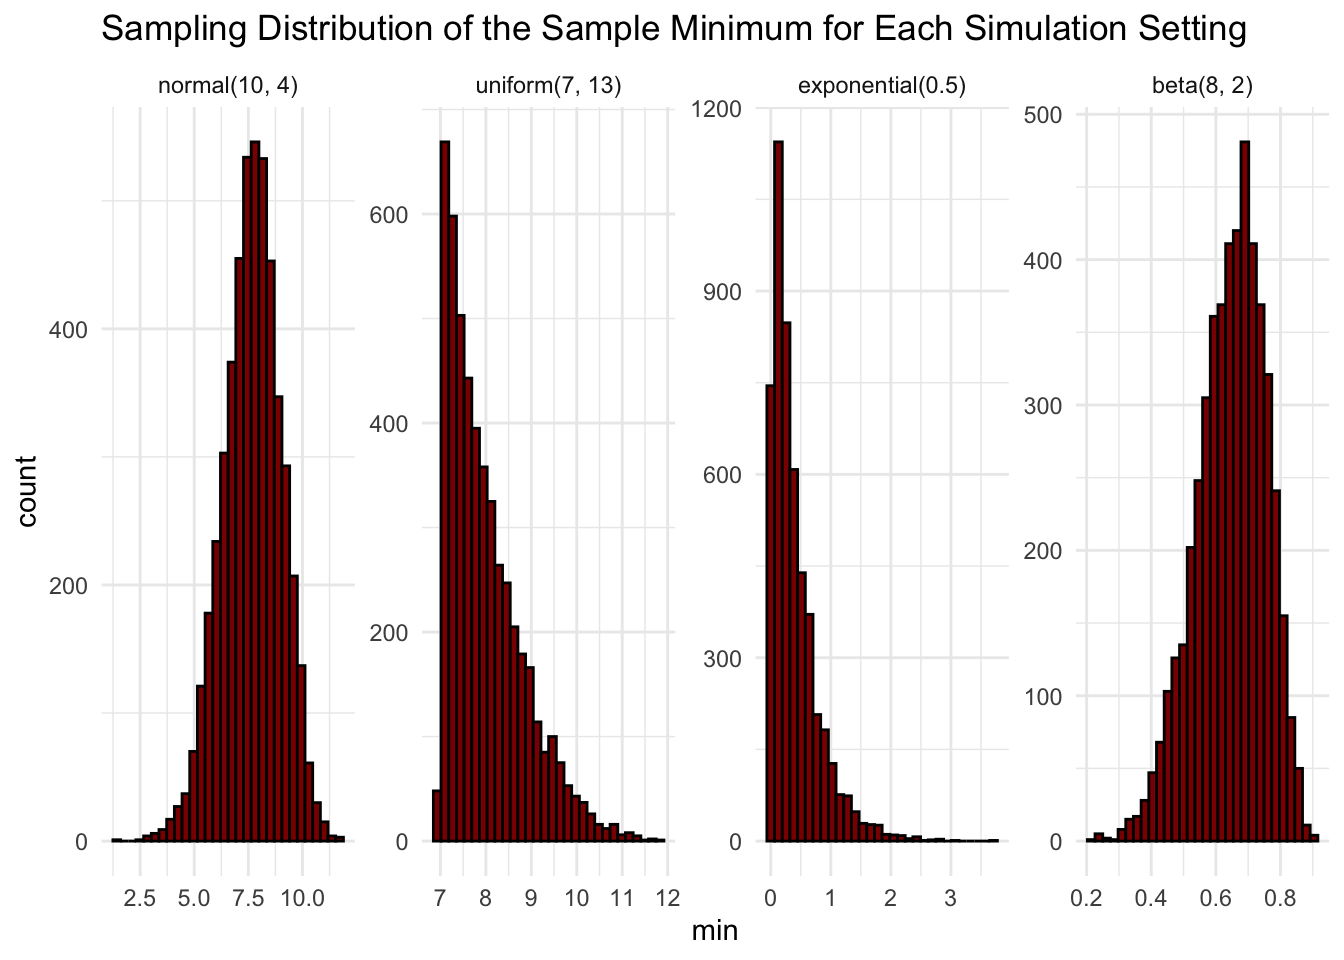 Sampling Distribution of the Sample Minimum for Each Simulation Setting
normal(10, 4)
uniform(7, 13)
exponential(0.5)
beta(8, 2)
count
400
200
0
600
400
200
0
1200
900
600
300
0
500
400
300
200
100
0
2.5 5.0 7.5 10.0
7 8 9 10 11 12
0 1 2 3
0.2 0.4 0.6 0.8
min